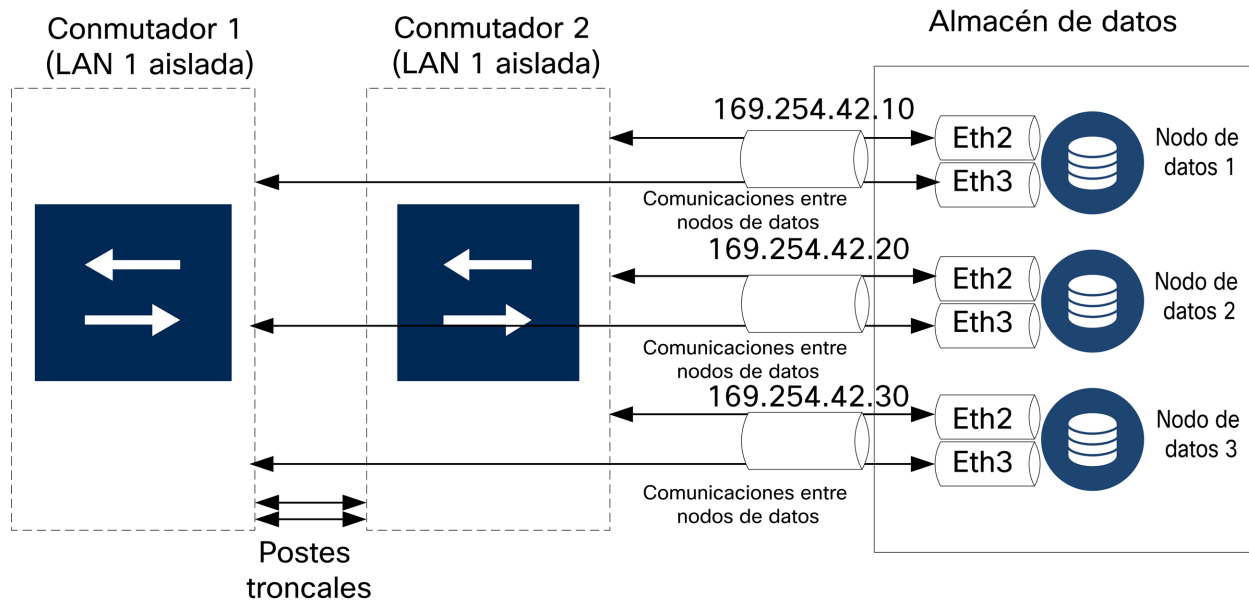 Conmutador 1
(LAN 1 aislada)
Conmutador 2
(LAN 1 aislada)
Almacén de datos
169.254.42.10
Eth2
Eth3
Nodo de
datos 1
Comunicaciones entre
nodos de datos
169.254.42.20
Eth2
Eth3
Nodo de
datos 2
Comunicaciones entre
nodos de datos
169.254.42.30
Eth2
Eth3
Nodo de
datos 3
Comunicaciones entre
nodos de datos
Postes
troncales